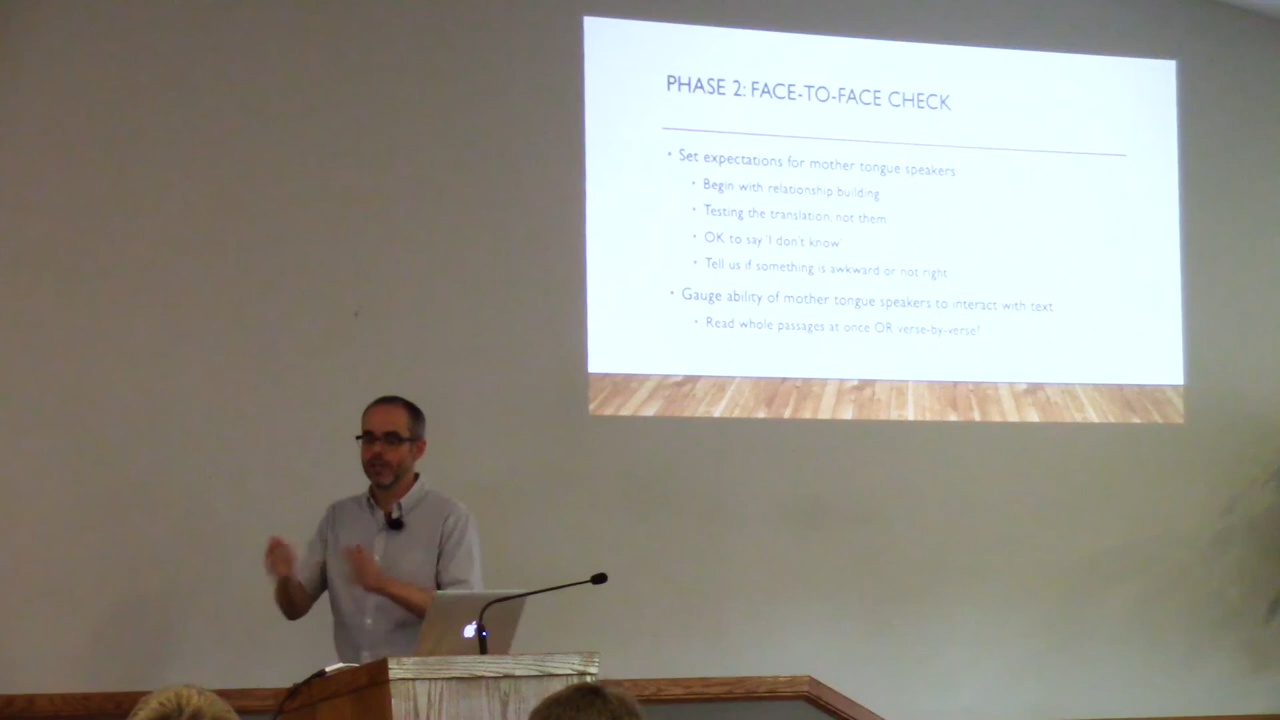 PHASE 2: FACE-TO-FACE CHECK
• Set expectations for mother tongue speakers
• Begin with relationship building
• Testing the translation, not them
• OK to say 'I don't know'
• Tell us if something is awkward or not right
• Gauge ability of mother tongue speakers to interact with text
• Read whole passages at once OR verse-by-verse?